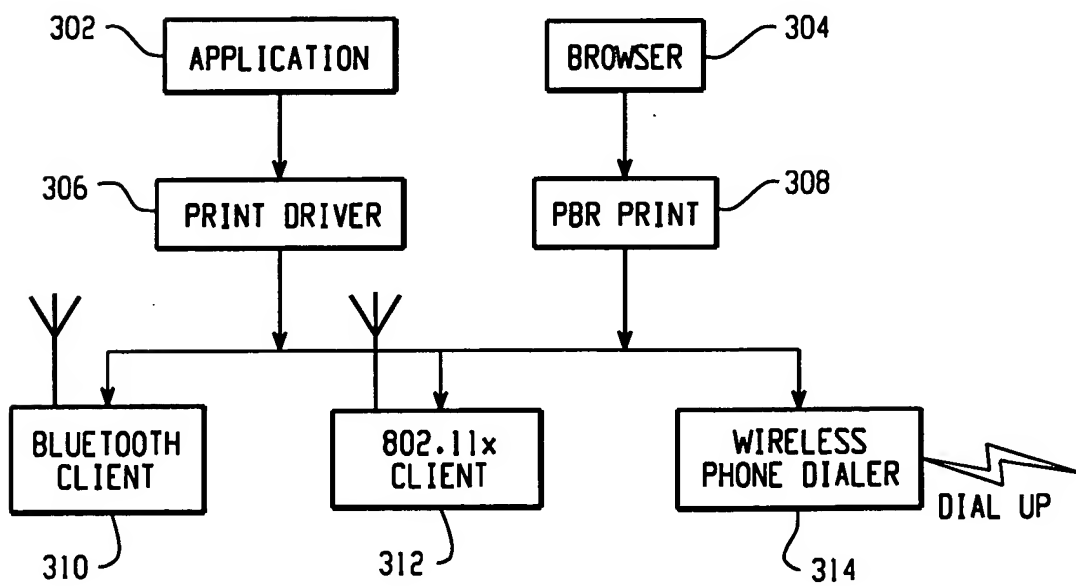 302
APPLICATION
BROWSER
304
306
PRINT DRIVER
PBR PRINT
308
BLUETOOTH
CLIENT
802.11x
CLIENT
WIRELESS
PHONE DIALER
DIAL UP
310
312
314